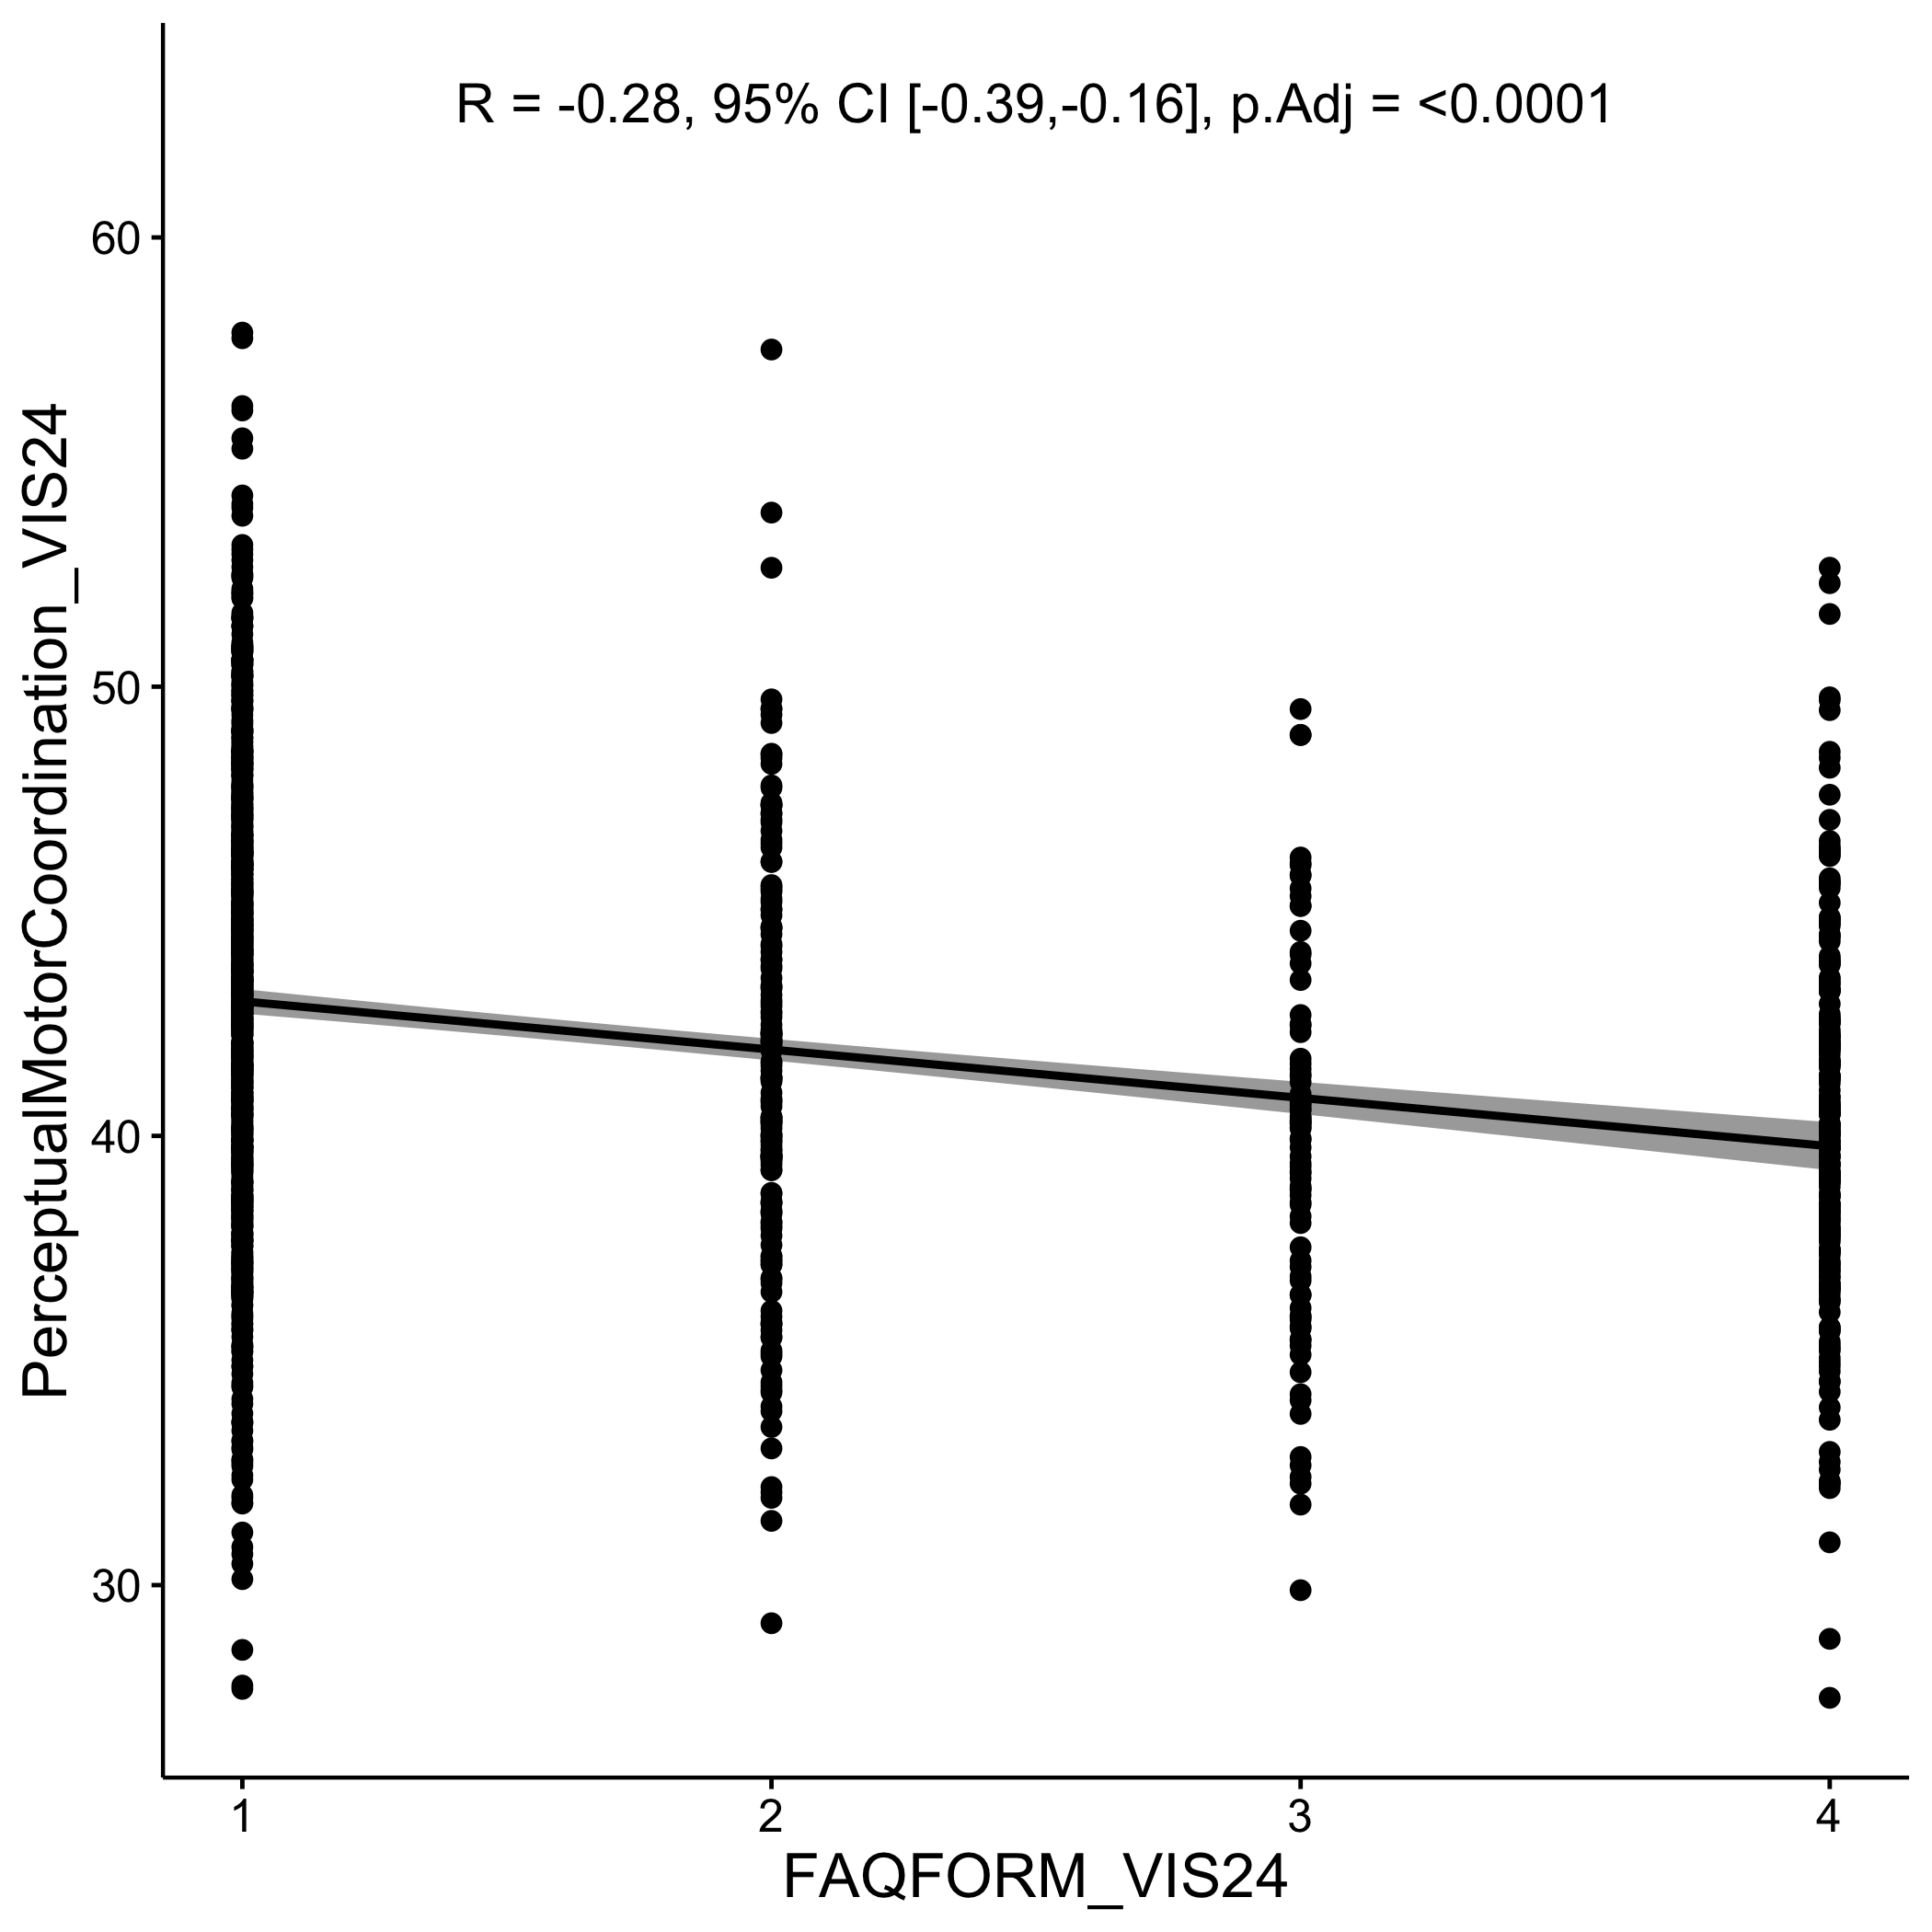 R = -0.28, 95% CI [-0.39,-0.16], p.Adj = <0.0001
PerceptualMotorCoordination_VIS24
60
50
40
30
1 2 3 4
FAQFORM_VIS24